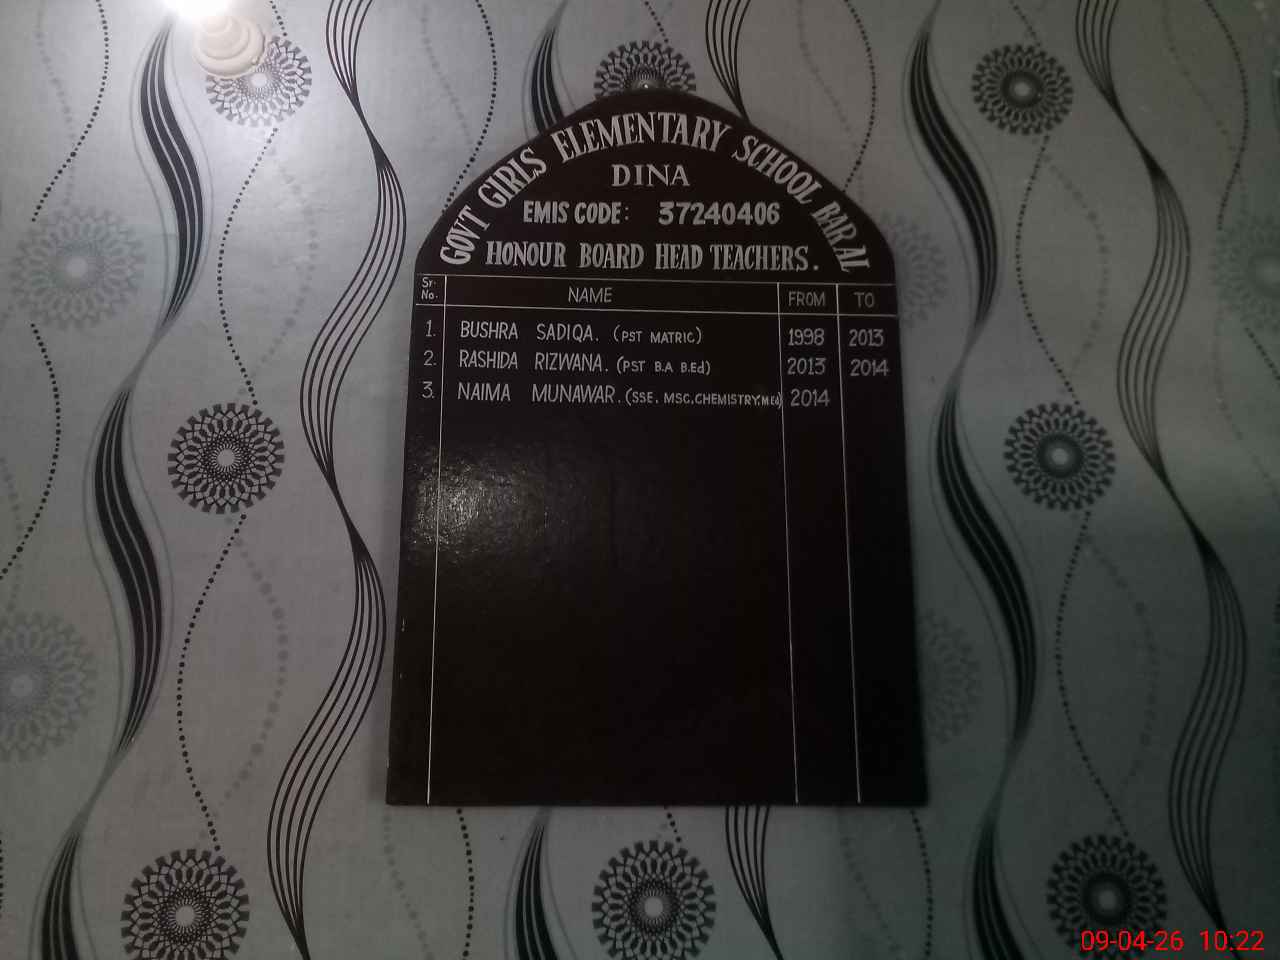 GOVT GIRLS ELEMENTARY SCHOOL BARAL
DINA
EMIS CODE: 37240406
HONOUR BOARD HEAD TEACHERS.
Sr. No. NAME FROM TO
1. BUSHRA SADIQA. (PST MATRIC) 1998 2013
2. RASHIDA RIZWANA. (PST B.A B.Ed) 2013 2014
3. NAIMA MUNAWAR. (SSE. MSC.CHEMISTRY.M.Ed) 2014
09-04-26 10:22